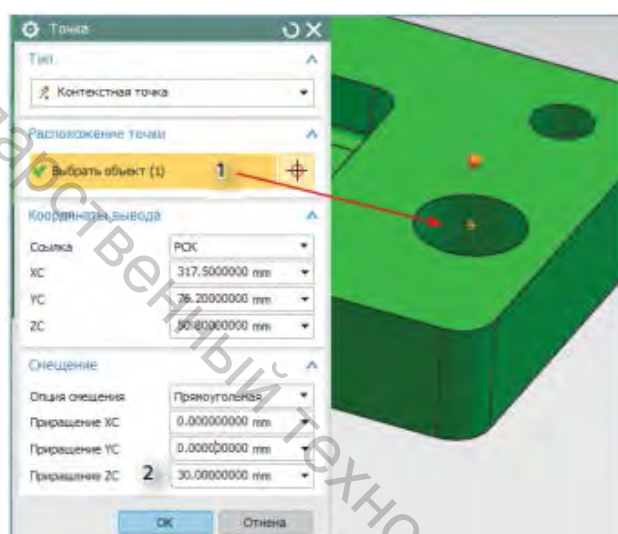 Точка
Тип
Контекстная точка
Расположение точки
Выбрать объект (1) 1
Координаты вывода
Ссылка РСК
XC 317.5000000 mm
YC 76.20000000 mm
ZC 50.80000000 mm
Смещение
Опция смещения Прямоугольная
Приращение XC 0.000000000 mm
Приращение YC 0.000000000 mm
Приращение ZC 2 30.00000000 mm
OK Отмена